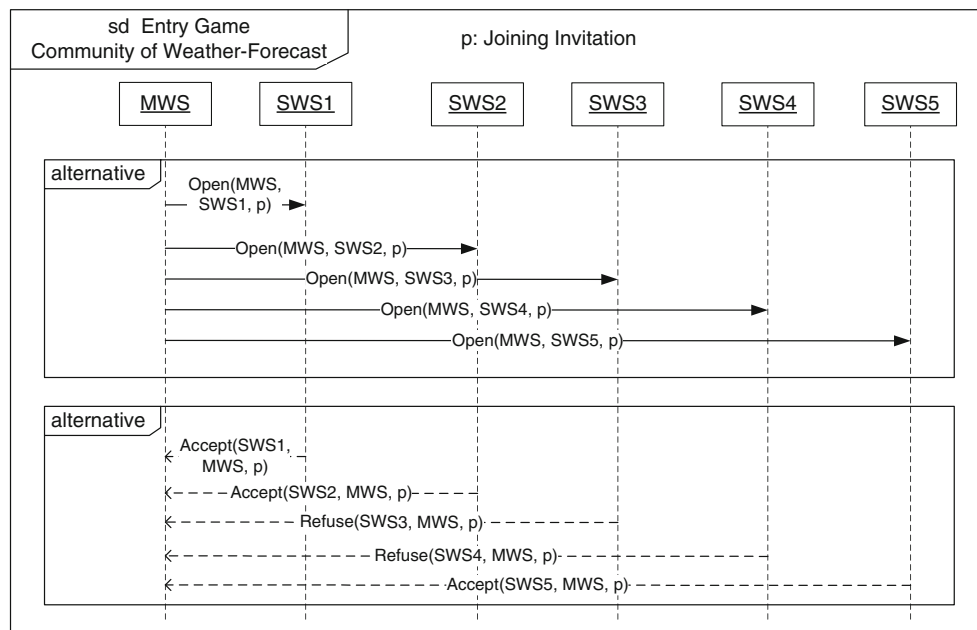 sd Entry Game
Community of Weather-Forecast
p: Joining Invitation
MWS
SWS1
SWS2
SWS3
SWS4
SWS5
alternative
Open(MWS,
SWS1, p)
Open(MWS, SWS2, p)
Open(MWS, SWS3, p)
Open(MWS, SWS4, p)
Open(MWS, SWS5, p)
alternative
Accept(SWS1,
MWS, p)
Accept(SWS2, MWS, p)
Refuse(SWS3, MWS, p)
Refuse(SWS4, MWS, p)
Accept(SWS5, MWS, p)